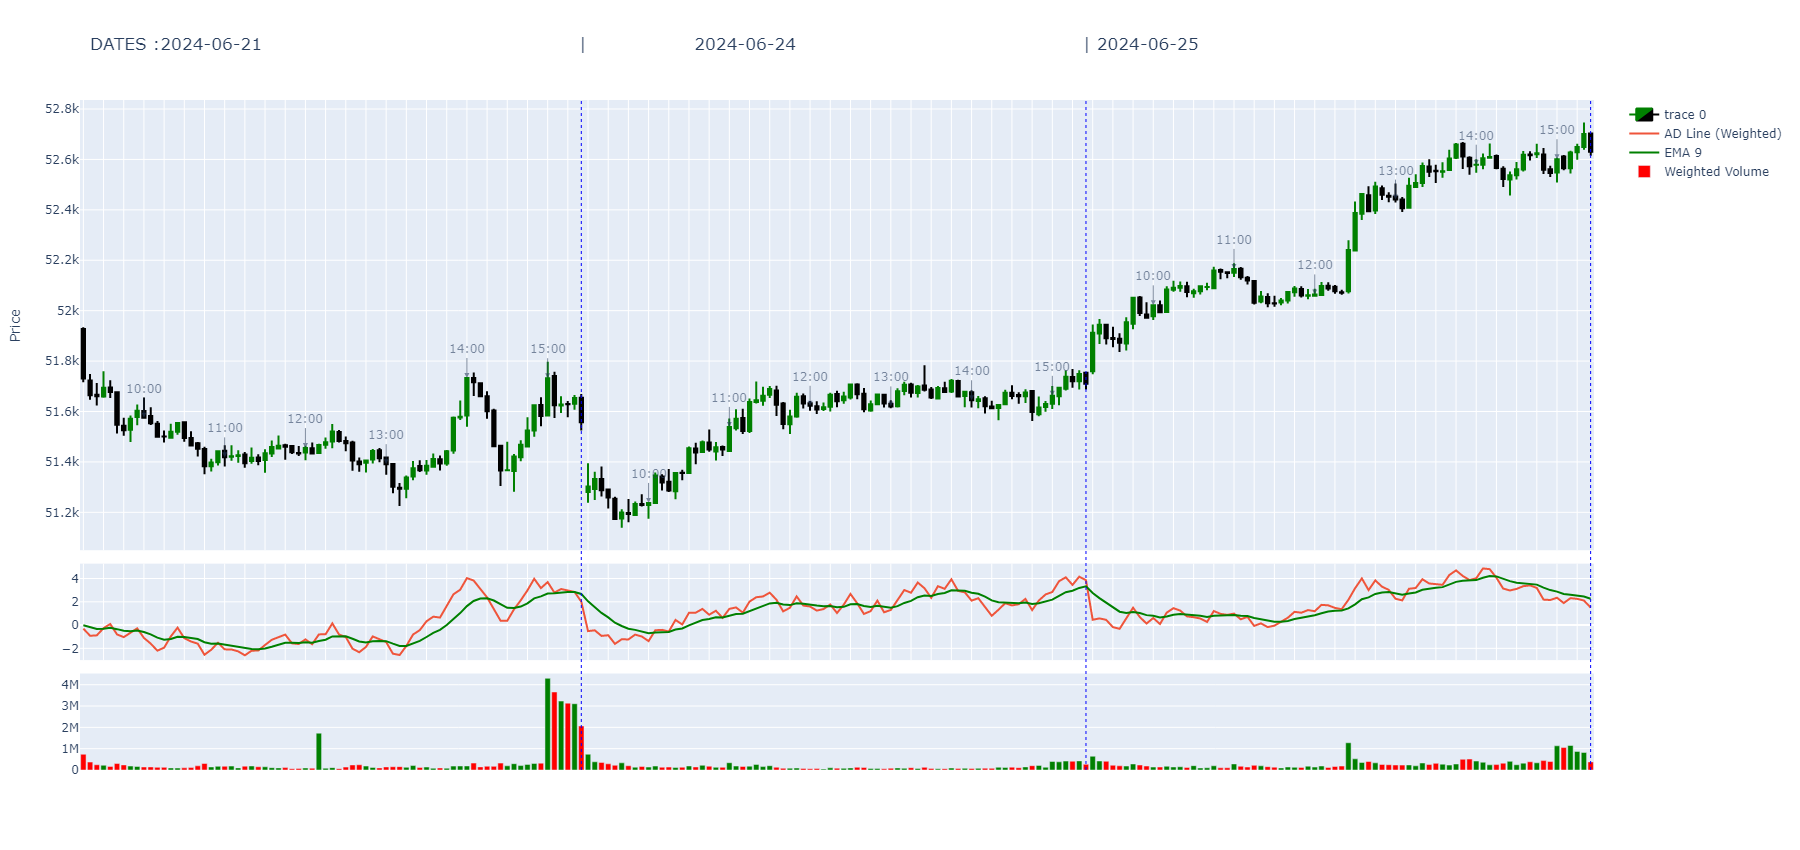 DATES :2024-06-21 | 2024-06-24 | 2024-06-25
52.8k
52.6k
52.4k
52.2k
52k
51.8k
51.6k
51.4k
51.2k
Price
10:00
11:00
12:00
13:00
14:00
15:00
10:00
11:00
12:00
13:00
14:00
15:00
10:00
11:00
12:00
13:00
14:00
15:00
trace 0
AD Line (Weighted)
EMA 9
Weighted Volume
4
2
0
−2
4M
3M
2M
1M
0